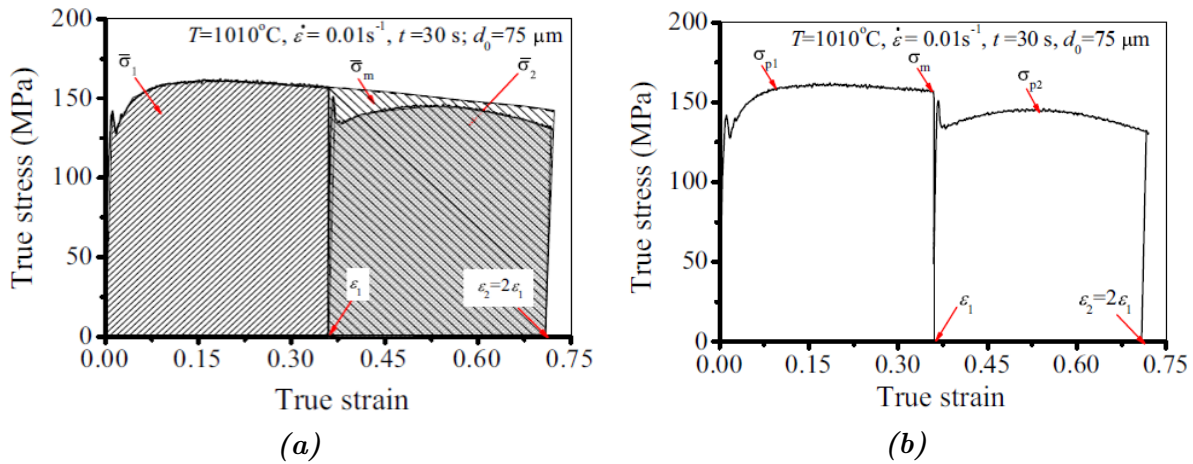 T=1010°C, ε̇= 0.01s⁻¹, t=30 s; d₀=75 μm
σ̄₁
σ̄ₘ
σ̄₂
ε₁
ε₂=2ε₁
True stress (MPa)
200
150
100
50
0
0.00 0.15 0.30 0.45 0.60 0.75
True strain
(a)
T=1010°C, ε̇= 0.01s⁻¹, t=30 s, d₀=75 μm
σₚ₁
σₘ
σₚ₂
ε₁
ε₂=2ε₁
True stress (MPa)
200
150
100
50
0
0.00 0.15 0.30 0.45 0.60 0.75
True strain
(b)